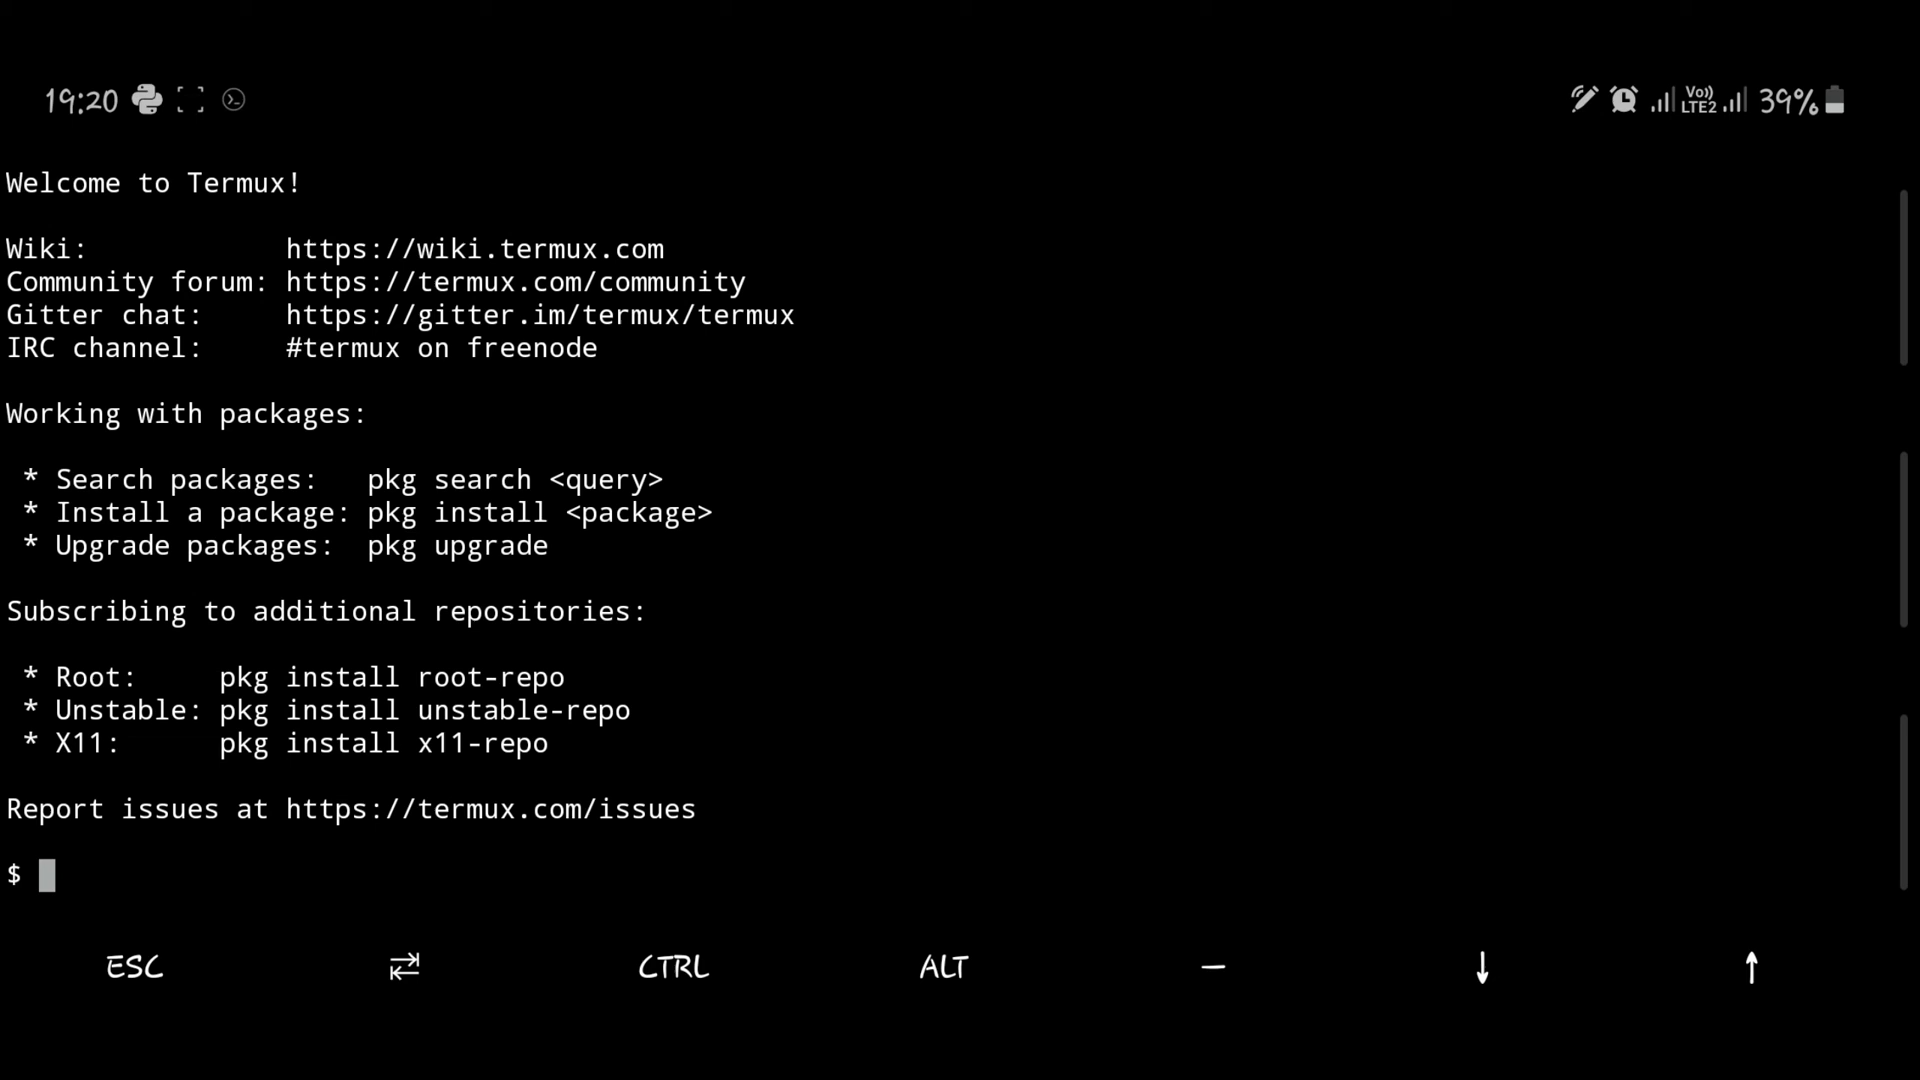 19:20 Vo)) LTE2 39%
Welcome to Termux!
Wiki: https://wiki.termux.com
Community forum: https://termux.com/community
Gitter chat: https://gitter.im/termux/termux
IRC channel: #termux on freenode
Working with packages:
* Search packages: pkg search <query>
* Install a package: pkg install <package>
* Upgrade packages: pkg upgrade
Subscribing to additional repositories:
* Root: pkg install root-repo
* Unstable: pkg install unstable-repo
* X11: pkg install x11-repo
Report issues at https://termux.com/issues
$
ESC ⇄ CTRL ALT — ↓ ↑